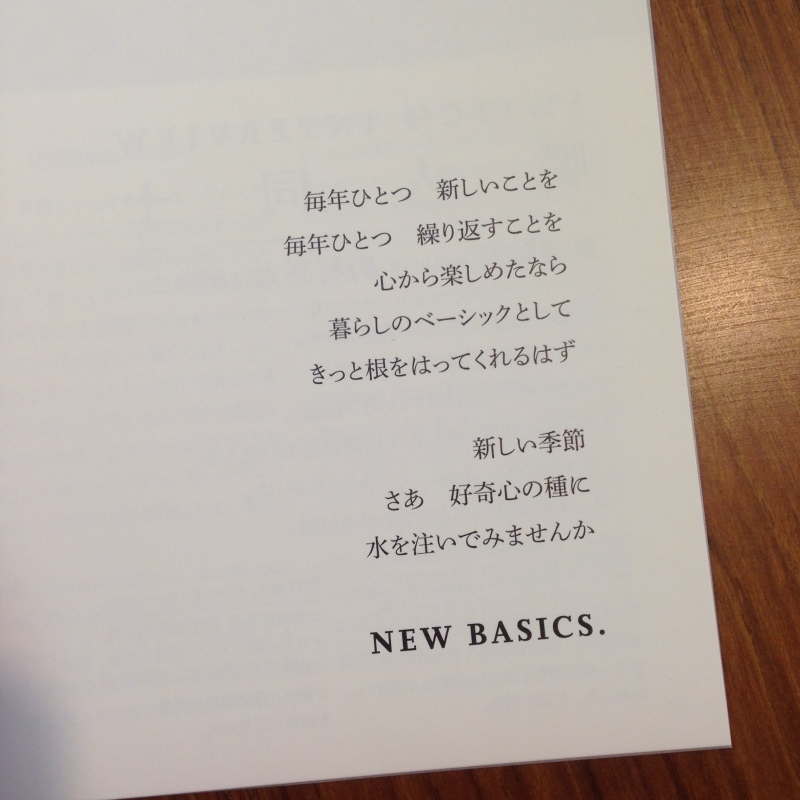 毎年ひとつ　新しいことを
毎年ひとつ　繰り返すことを
心から楽しめたなら
暮らしのベーシックとして
きっと根をはってくれるはず
新しい季節
さあ　好奇心の種に
水を注いでみませんか
NEW BASICS.